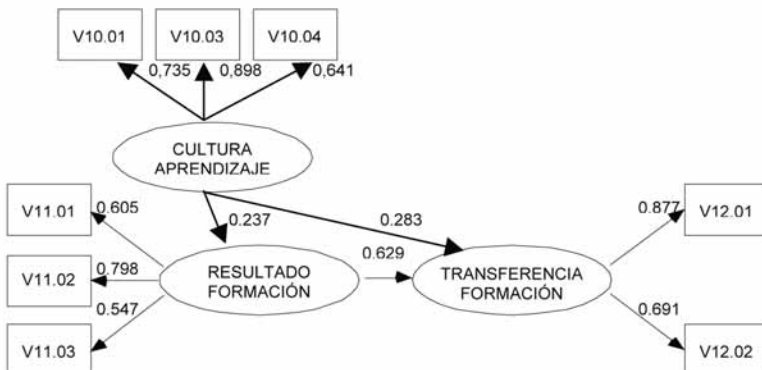 V10.01
V10.03
V10.04
0,735
0,898
0,641
CULTURA
APRENDIZAJE
V11.01
0.605
0.237
0.283
0.877
V12.01
V11.02
0.798
RESULTADO
FORMACIÓN
0.629
TRANSFERENCIA
FORMACIÓN
0.547
0.691
V11.03
V12.02